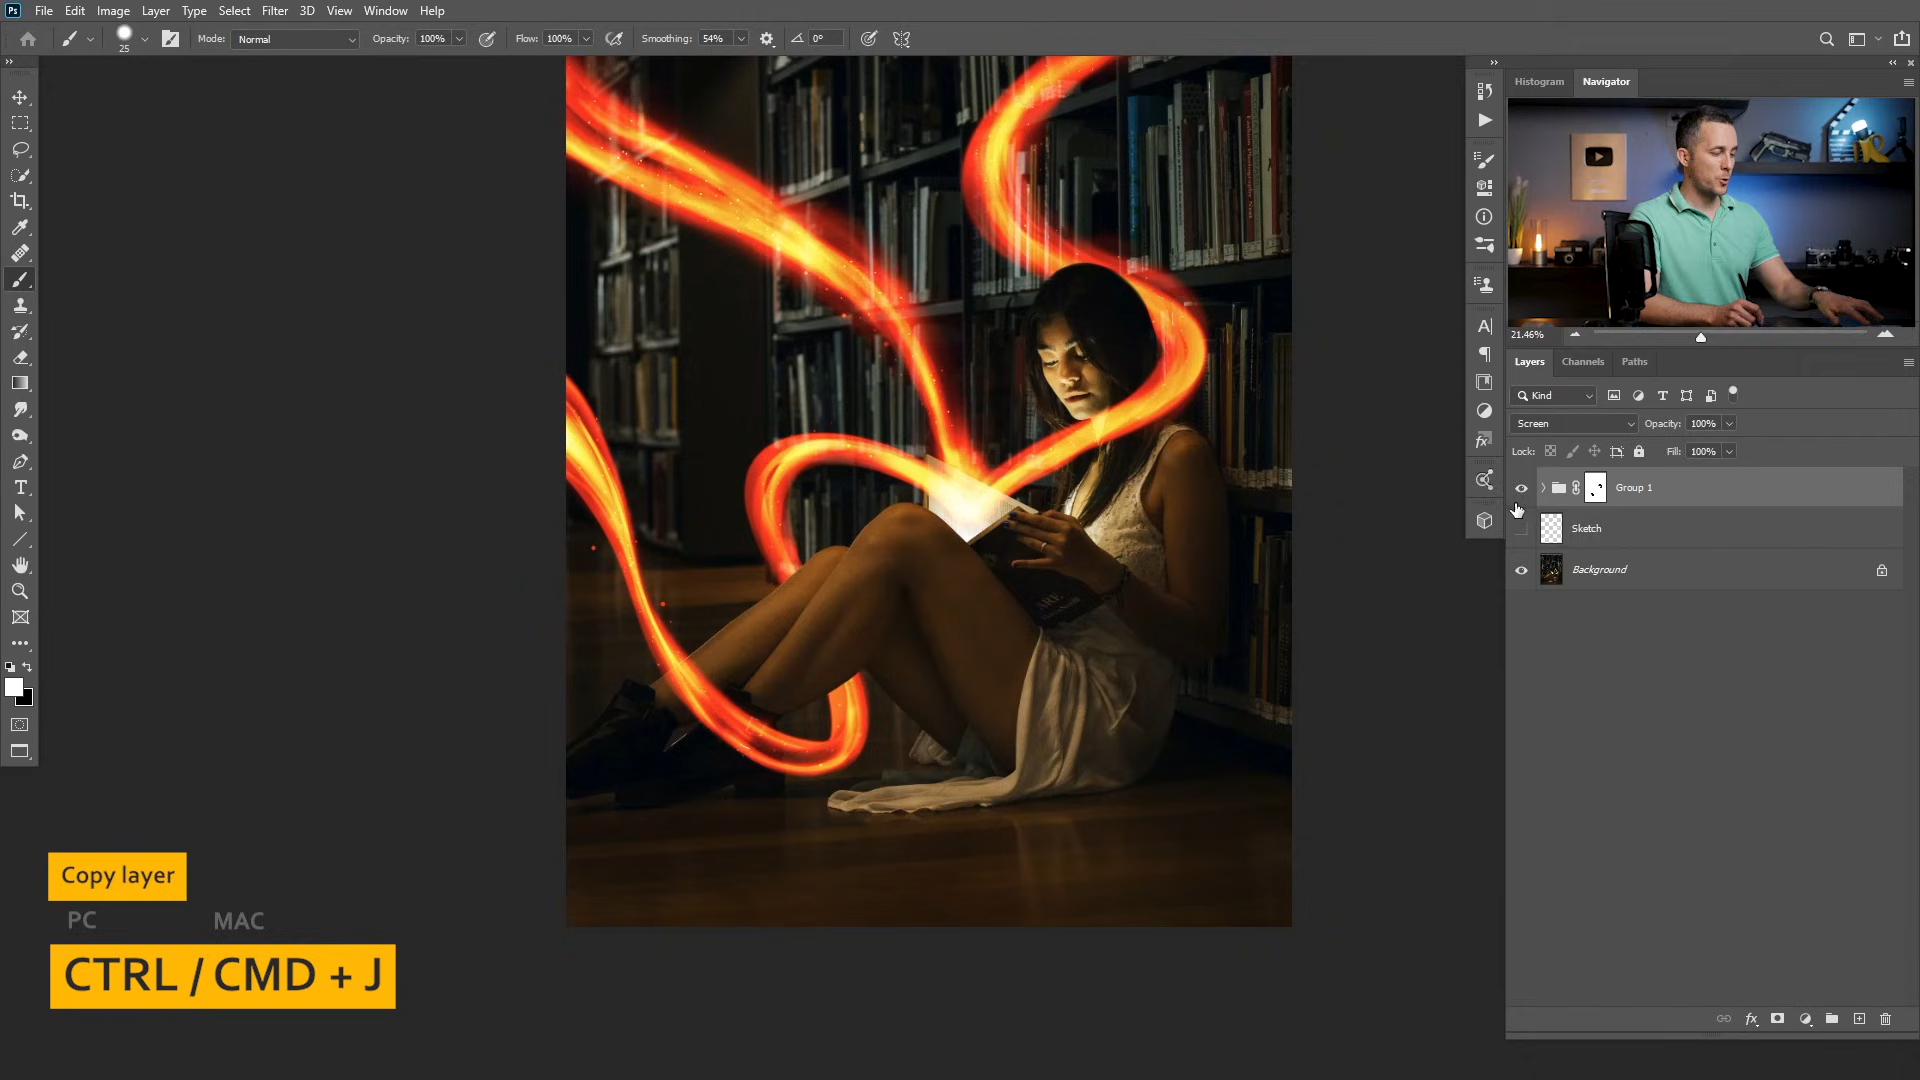 Ps File Edit Image Layer Type Select Filter 3D View Window Help
25 Mode: Normal Opacity: 100% Flow: 100% Smoothing: 54% 0°
Histogram Navigator
21.46%
Layers Channels Paths
Kind
Screen Opacity: 100%
Lock: Fill: 100%
Group 1
Sketch
Background
Copy layer
PC MAC
CTRL / CMD + J